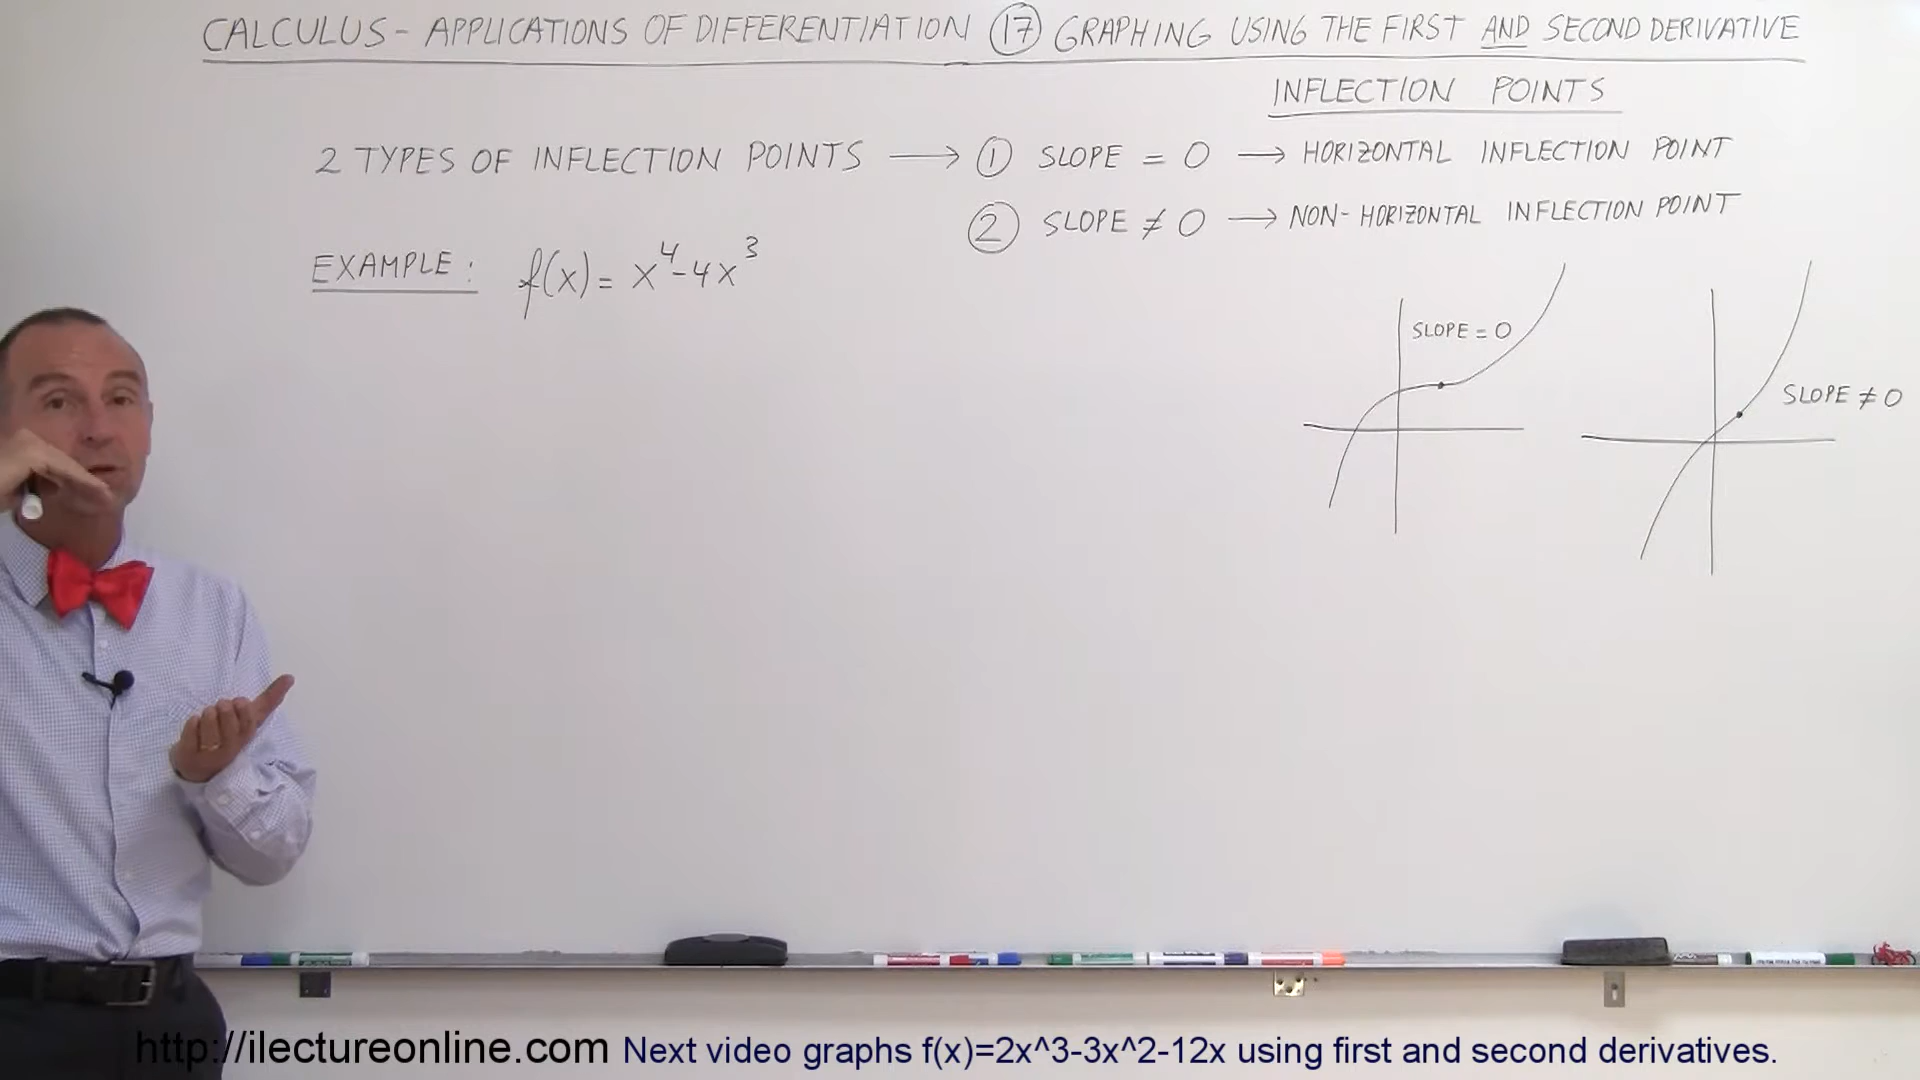 CALCULUS - APPLICATIONS OF DIFFERENTIATION 17 GRAPHING USING THE FIRST AND SECOND DERIVATIVE
INFLECTION POINTS
2 TYPES OF INFLECTION POINTS → ① SLOPE = 0 → HORIZONTAL INFLECTION POINT
② SLOPE ≠ 0 → NON-HORIZONTAL INFLECTION POINT
EXAMPLE: f(x) = x⁴-4x³
SLOPE = 0
SLOPE ≠ 0
http://ilectureonline.com Next video graphs f(x)=2x^3-3x^2-12x using first and second derivatives.